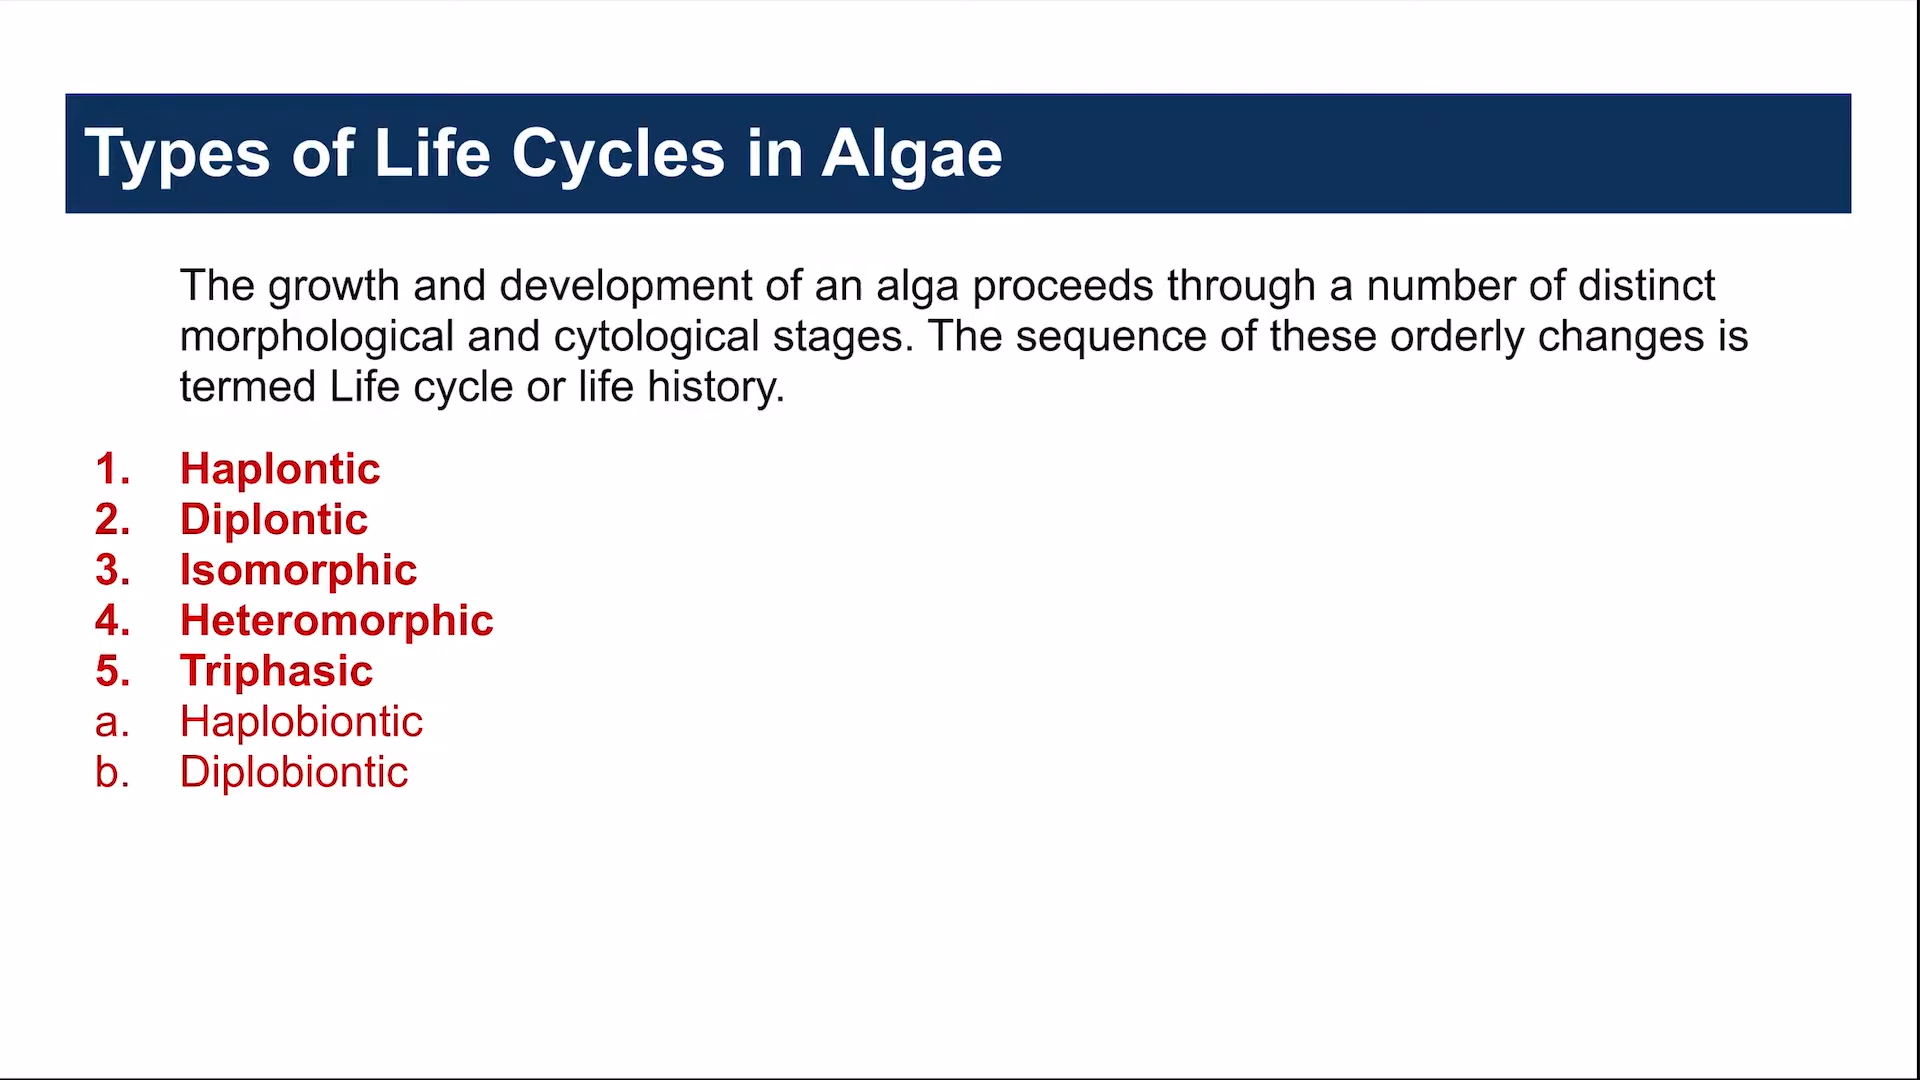 Types of Life Cycles in Algae
The growth and development of an alga proceeds through a number of distinct
morphological and cytological stages. The sequence of these orderly changes is
termed Life cycle or life history.
1. Haplontic
2. Diplontic
3. Isomorphic
4. Heteromorphic
5. Triphasic
a. Haplobiontic
b. Diplobiontic